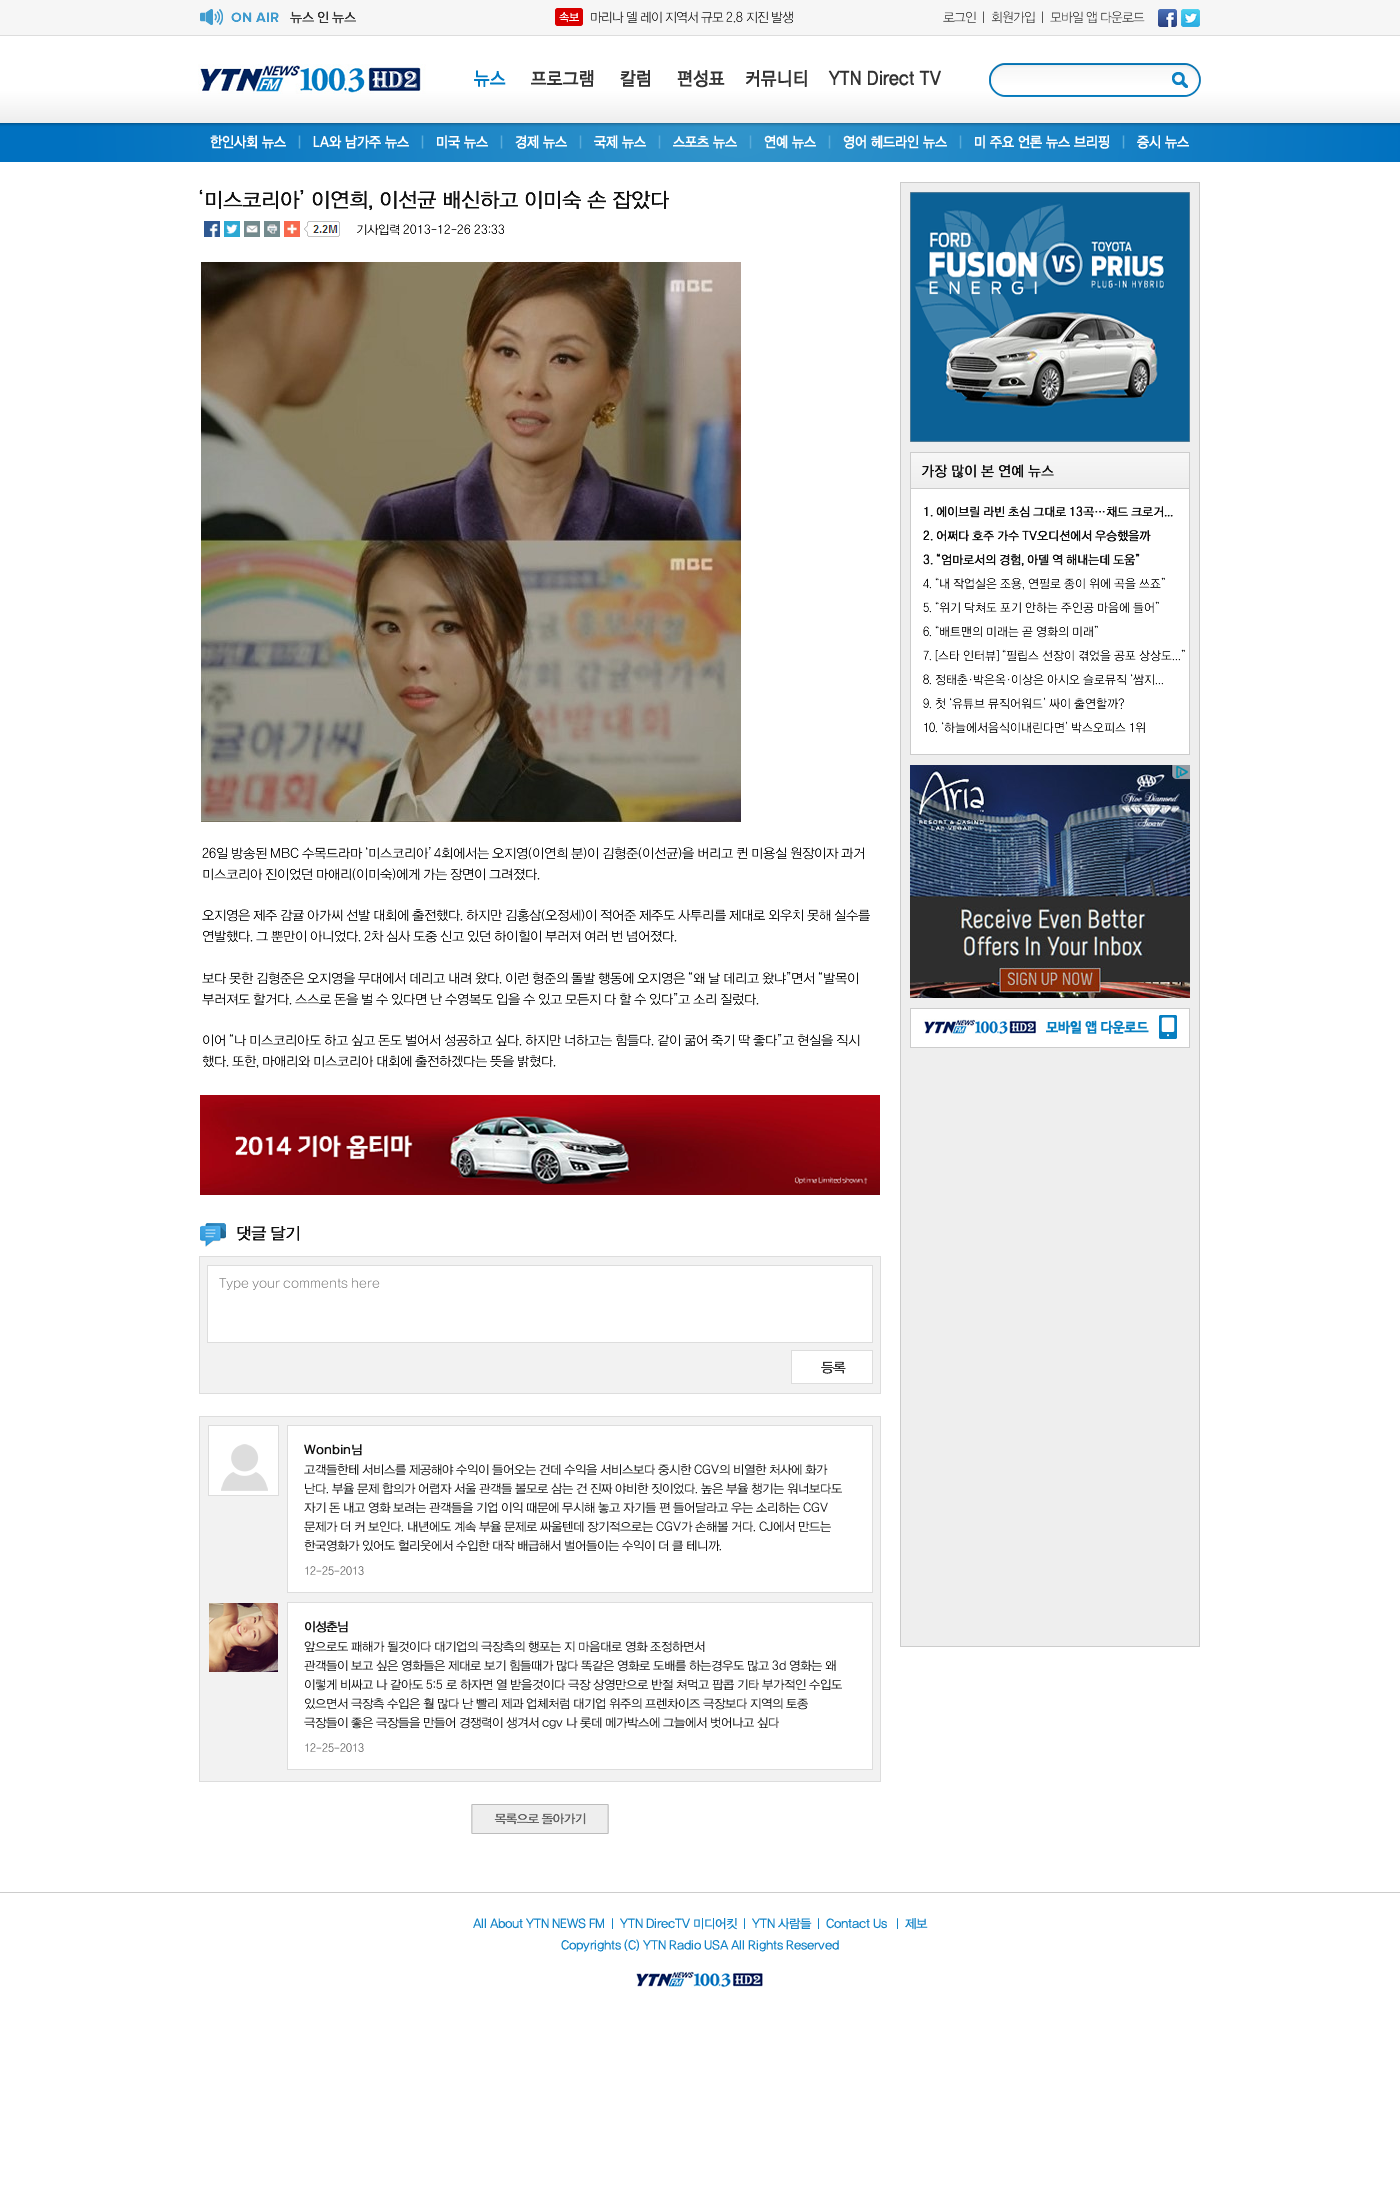 ON AIR 뉴스 인 뉴스
속보 마리나 델 레이 지역서 규모 2.8 지진 발생
로그인 | 회원가입 | 모바일 앱 다운로드
YTN NEWS FM 100.3 HD2
뉴스 프로그램 칼럼 편성표 커뮤니티 YTN Direct TV
한인사회 뉴스 | LA와 남가주 뉴스 | 미국 뉴스 | 경제 뉴스 | 국제 뉴스 | 스포츠 뉴스 | 연예 뉴스 | 영어 헤드라인 뉴스 | 미 주요 언론 뉴스 브리핑 | 증시 뉴스
‘미스코리아’ 이연희, 이선균 배신하고 이미숙 손 잡았다
2.2M 기사입력 2013-12-26 23:33
MBC
MBC
감귤아가씨
선발대회
감귤아가씨
발대회
26일 방송된 MBC 수목드라마 ‘미스코리아’ 4회에서는 오지영(이연희 분)이 김형준(이선균)을 버리고 퀸 미용실 원장이자 과거
미스코리아 진이었던 마애리(이미숙)에게 가는 장면이 그려졌다.
오지영은 제주 감귤 아가씨 선발 대회에 출전했다. 하지만 김홍삼(오정세)이 적어준 제주도 사투리를 제대로 외우치 못해 실수를
연발했다. 그 뿐만이 아니었다. 2차 심사 도중 신고 있던 하이힐이 부러져 여러 번 넘어졌다.
보다 못한 김형준은 오지영을 무대에서 데리고 내려 왔다. 이런 형준의 돌발 행동에 오지영은 “왜 날 데리고 왔냐”면서 “발목이
부러져도 할거다. 스스로 돈을 벌 수 있다면 난 수영복도 입을 수 있고 모든지 다 할 수 있다”고 소리 질렀다.
이어 “나 미스코리아도 하고 싶고 돈도 벌어서 성공하고 싶다. 하지만 너하고는 힘들다. 같이 굶어 죽기 딱 좋다”고 현실을 직시
했다. 또한, 마애리와 미스코리아 대회에 출전하겠다는 뜻을 밝혔다.
2014 기아 옵티마
Optima Limited shown.†
댓글 달기
Type your comments here
등록
Wonbin님
고객들한테 서비스를 제공해야 수익이 들어오는 건데 수익을 서비스보다 중시한 CGV의 비열한 처사에 화가
난다. 부율 문제 합의가 어렵자 서울 관객들 볼모로 삼는 건 진짜 야비한 짓이었다. 높은 부율 챙기는 워너보다도
자기 돈 내고 영화 보려는 관객들을 기업 이익 때문에 무시해 놓고 자기들 편 들어달라고 우는 소리하는 CGV
문제가 더 커 보인다. 내년에도 계속 부율 문제로 싸울텐데 장기적으로는 CGV가 손해볼 거다. CJ에서 만드는
한국영화가 있어도 헐리웃에서 수입한 대작 배급해서 벌어들이는 수익이 더 클 테니까.
12-25-2013
이성춘님
앞으로도 패해가 될것이다 대기업의 극장측의 행포는 지 마음대로 영화 조정하면서
관객들이 보고 싶은 영화들은 제대로 보기 힘들때가 많다 똑같은 영화로 도배를 하는경우도 많고 3d 영화는 왜
이렇게 비싸고 나 같아도 5:5 로 하자면 열 받을것이다 극장 상영만으로 반절 쳐먹고 팝콥 기타 부가적인 수입도
있으면서 극장측 수입은 훨 많다 난 빨리 제과 업체처럼 대기업 위주의 프렌차이즈 극장보다 지역의 토종
극장들이 좋은 극장들을 만들어 경쟁력이 생겨서 cgv 나 롯데 메가박스에 그늘에서 벗어나고 싶다
12-25-2013
목록으로 돌아가기
FORD FUSION ENERGI VS TOYOTA PRIUS PLUG-IN HYBRID
가장 많이 본 연예 뉴스
1. 에이브릴 라빈 초심 그대로 13곡…채드 크로거...
2. 어쩌다 호주 가수 TV오디션에서 우승했을까
3. “엄마로서의 경험, 아델 역 해내는데 도움”
4. “내 작업실은 조용, 연필로 종이 위에 곡을 쓰죠”
5. “위기 닥쳐도 포기 안하는 주인공 마음에 들어”
6. “배트맨의 미래는 곧 영화의 미래”
7. [스타 인터뷰] “필립스 선장이 겪었을 공포 상상도...”
8. 정태춘·박은옥·이상은 아시오 슬로뮤직 ‘쌈지...
9. 첫 ‘유튜브 뮤직어워드’ 싸이 출연할까?
10. ‘하늘에서음식이내린다면’ 박스오피스 1위
Aria
RESORT & CASINO
LAS VEGAS
AAA
Five Diamond
Award
Receive Even Better
Offers In Your Inbox
SIGN UP NOW
YTN NEWS FM 100.3 HD2 모바일 앱 다운로드
All About YTN NEWS FM | YTN DirecTV 미디어킷 | YTN 사람들 | Contact Us | 제보
Copyrights (C) YTN Radio USA All Rights Reserved
YTN NEWS FM 100.3 HD2